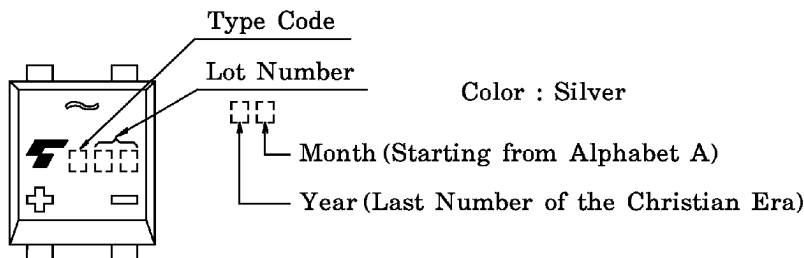 Type Code
Lot Number
Color : Silver
Month (Starting from Alphabet A)
Year (Last Number of the Christian Era)